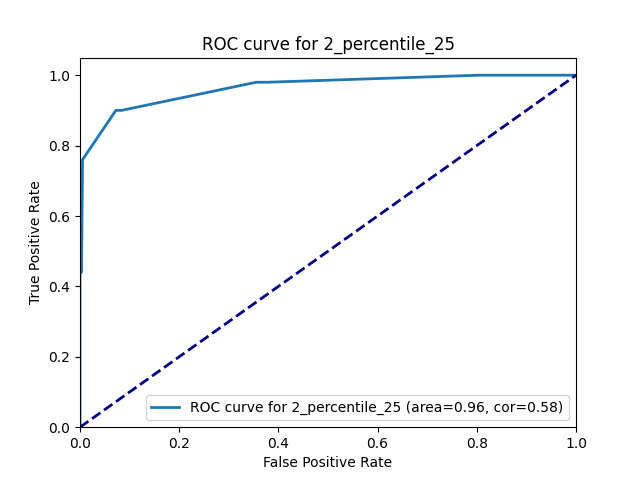 ROC curve for 2_percentile_25
1.0
0.8
0.6
0.4
0.2
0.0
True Positive Rate
ROC curve for 2_percentile_25 (area=0.96, cor=0.58)
0.0 0.2 0.4 0.6 0.8 1.0
False Positive Rate